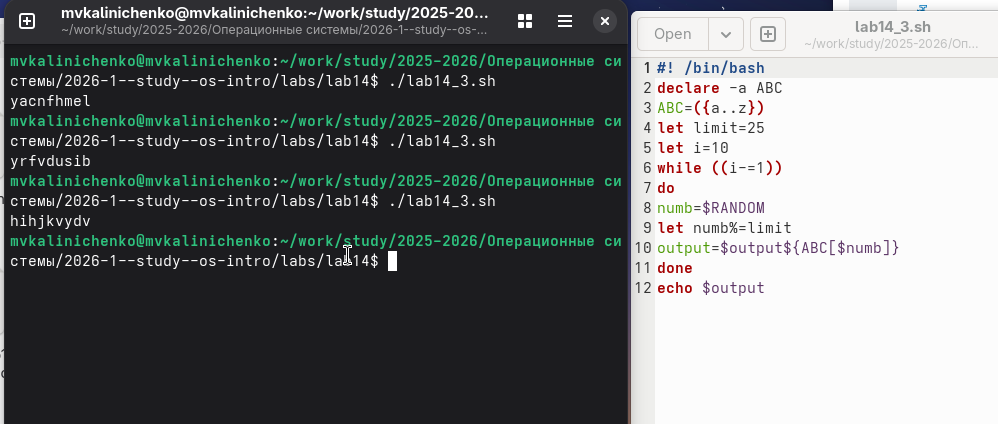 mvkalinichenko@mvkalinichenko:~/work/study/2025-20...
~/work/study/2025-2026/Операционные системы/2026-1--study--os-...
mvkalinichenko@mvkalinichenko:~/work/study/2025-2026/Операционные си
стемы/2026-1--study--os-intro/labs/lab14$ ./lab14_3.sh
yacnfhmel
mvkalinichenko@mvkalinichenko:~/work/study/2025-2026/Операционные си
стемы/2026-1--study--os-intro/labs/lab14$ ./lab14_3.sh
yrfvdusib
mvkalinichenko@mvkalinichenko:~/work/study/2025-2026/Операционные си
стемы/2026-1--study--os-intro/labs/lab14$ ./lab14_3.sh
hihjkvydv
mvkalinichenko@mvkalinichenko:~/work/study/2025-2026/Операционные си
стемы/2026-1--study--os-intro/labs/lab14$
Open
lab14_3.sh
~/work/study/2025-2026/Оп...
1 #! /bin/bash
2 declare -a ABC
3 ABC=({a..z})
4 let limit=25
5 let i=10
6 while ((i-=1))
7 do
8 numb=$RANDOM
9 let numb%=limit
10 output=$output${ABC[$numb]}
11 done
12 echo $output